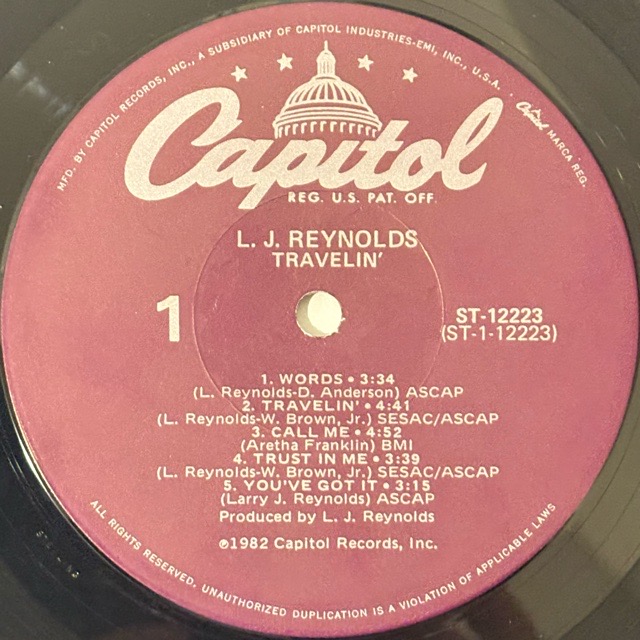 MFD. BY CAPITOL RECORDS, INC., A SUBSIDIARY OF CAPITOL INDUSTRIES-EMI, INC., U.S.A. • Capitol MARCA REG.
Capitol
REG. U.S. PAT. OFF.
L. J. REYNOLDS
TRAVELIN'
1
ST-12223
(ST-1-12223)
1. WORDS • 3:34
(L. Reynolds-D. Anderson) ASCAP
2. TRAVELIN' • 4:41
(L. Reynolds-W. Brown, Jr.) SESAC/ASCAP
3. CALL ME • 4:52
(Aretha Franklin) BMI
4. TRUST IN ME • 3:39
(L. Reynolds-W. Brown, Jr.) SESAC/ASCAP
5. YOU'VE GOT IT • 3:15
(Larry J. Reynolds) ASCAP
Produced by L. J. Reynolds
℗1982 Capitol Records, Inc.
ALL RIGHTS RESERVED. UNAUTHORIZED DUPLICATION IS A VIOLATION OF APPLICABLE LAWS